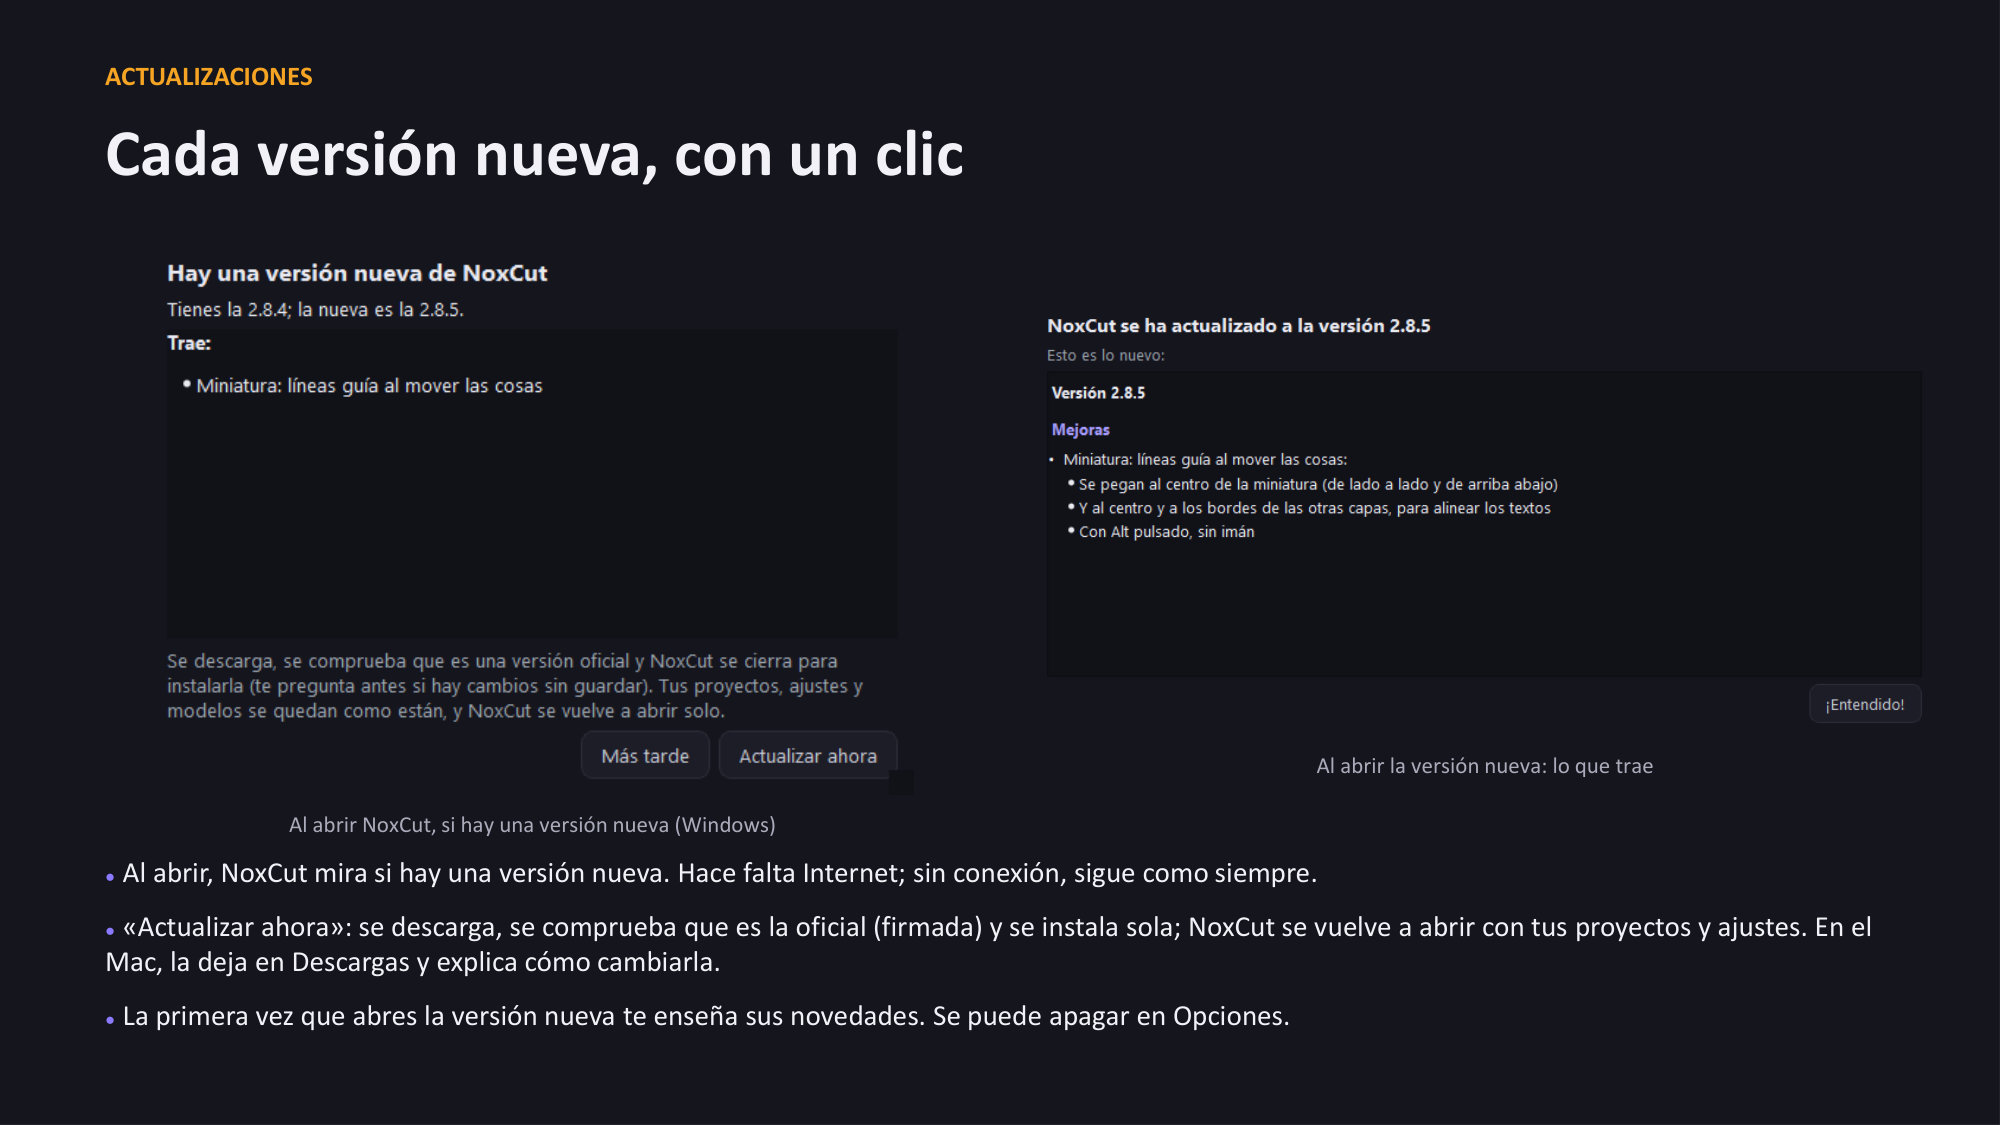 ACTUALIZACIONES
Cada versión nueva, con un clic
Hay una versión nueva de NoxCut
Tienes la 2.8.4; la nueva es la 2.8.5.
Trae:
• Miniatura: líneas guía al mover las cosas
Se descarga, se comprueba que es una versión oficial y NoxCut se cierra para
instalarla (te pregunta antes si hay cambios sin guardar). Tus proyectos, ajustes y
modelos se quedan como están, y NoxCut se vuelve a abrir solo.
Más tarde
Actualizar ahora
Al abrir NoxCut, si hay una versión nueva (Windows)
NoxCut se ha actualizado a la versión 2.8.5
Esto es lo nuevo:
Versión 2.8.5
Mejoras
• Miniatura: líneas guía al mover las cosas:
• Se pegan al centro de la miniatura (de lado a lado y de arriba abajo)
• Y al centro y a los bordes de las otras capas, para alinear los textos
• Con Alt pulsado, sin imán
¡Entendido!
Al abrir la versión nueva: lo que trae
• Al abrir, NoxCut mira si hay una versión nueva. Hace falta Internet; sin conexión, sigue como siempre.
• «Actualizar ahora»: se descarga, se comprueba que es la oficial (firmada) y se instala sola; NoxCut se vuelve a abrir con tus proyectos y ajustes. En el
Mac, la deja en Descargas y explica cómo cambiarla.
• La primera vez que abres la versión nueva te enseña sus novedades. Se puede apagar en Opciones.